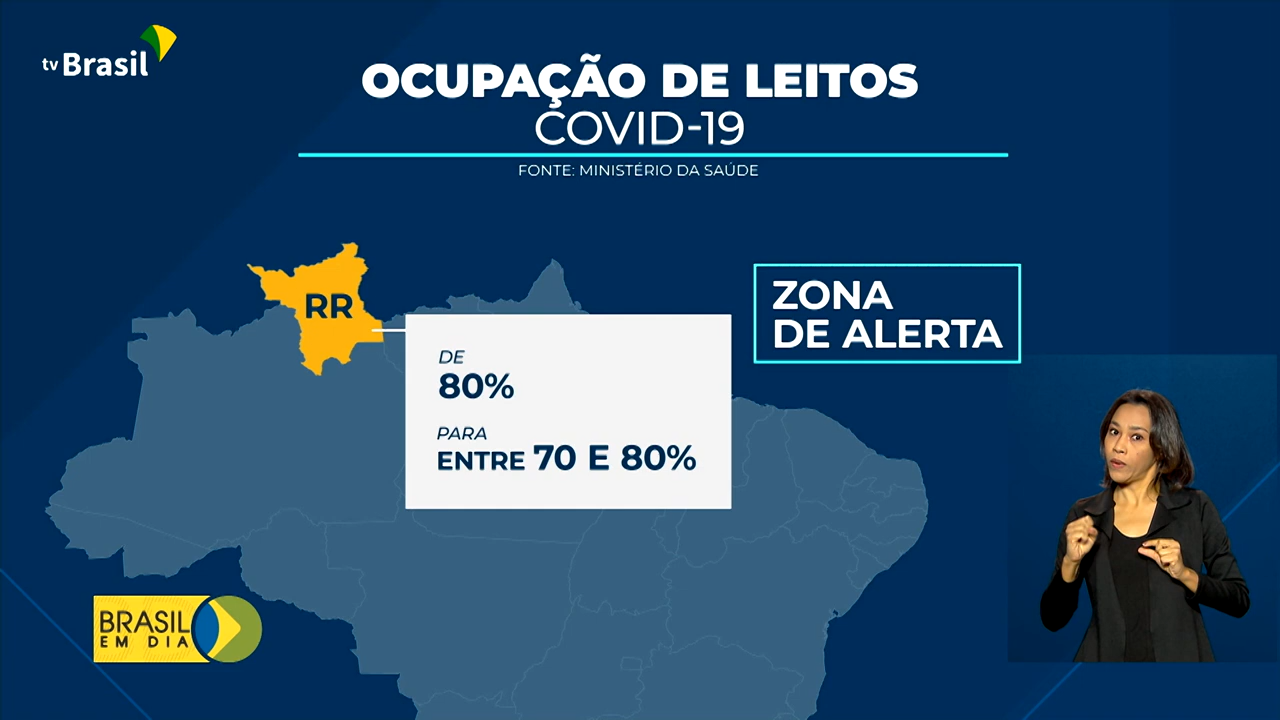 tv Brasil
OCUPAÇÃO DE LEITOS
COVID-19
FONTE: MINISTÉRIO DA SAÚDE
RR
ZONA
DE ALERTA
DE
80%
PARA
ENTRE 70 E 80%
BRASIL
EM DIA